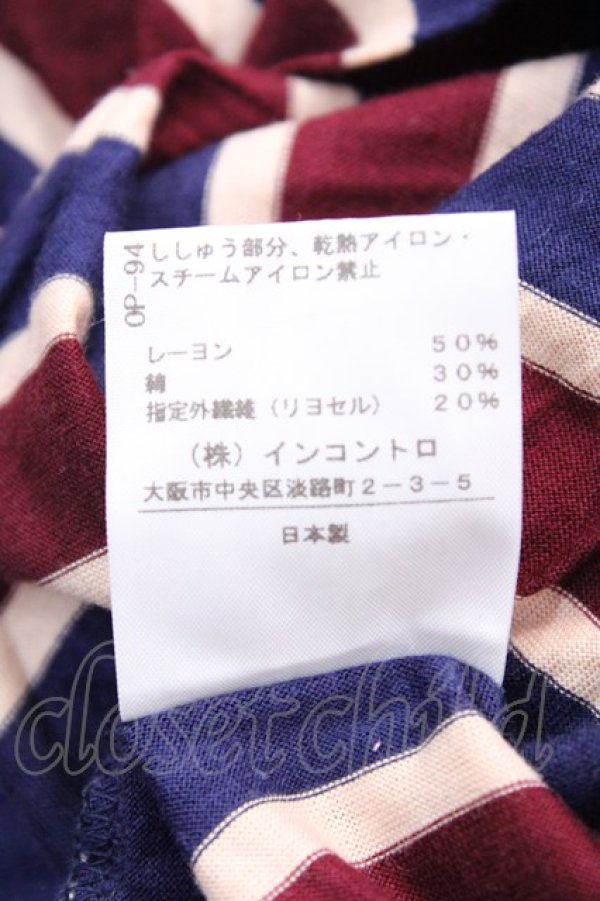 OP-94
ししゅう部分、乾熱アイロン・
スチームアイロン禁止
レーヨン 50%
綿 30%
指定外繊維(リヨセル) 20%
(株)インコントロ
大阪市中央区淡路町2-3-5
日本製
closet child